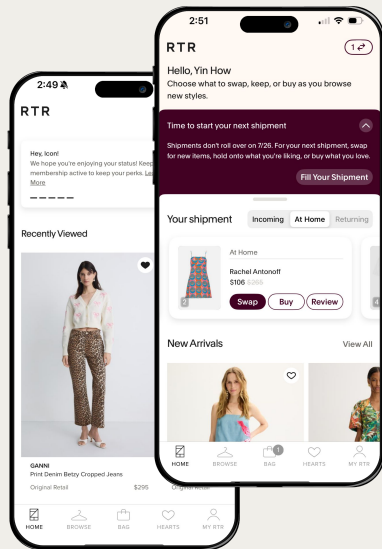 2:49
RTR
Hey, Icon!
We hope you're enjoying your status! Keep
membership active to keep your perks.
More
Recently Viewed
GANNI
Print Denim Betzy Cropped Jeans
Original Retail $295
Original Retail
HOME BROWSE BAG HEARTS MY RTR
2:51
RTR
1
Hello, Yin How
Choose what to swap, keep, or buy as you browse
new styles.
Time to start your next shipment
Shipments don't roll over on 7/26. For your next shipment, swap
for new items, hold onto what you're liking, or buy what you love.
Fill Your Shipment
Your shipment Incoming At Home Returning
At Home
Rachel Antonoff
$106
2
Swap Buy Review
4
New Arrivals View All
1
HOME BROWSE BAG HEARTS MY RTR